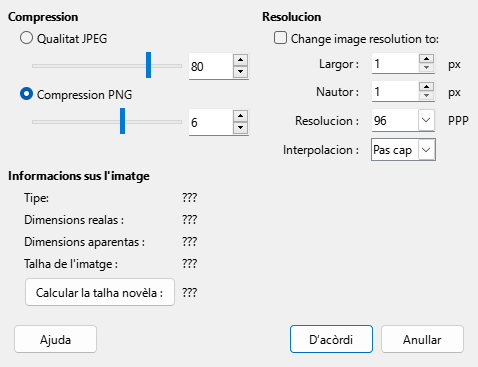 Compression
Qualitat JPEG
80
Compression PNG
6
Resolucion
Change image resolution to:
Largor : 1 px
Nautor : 1 px
Resolucion : 96 PPP
Interpolacion : Pas cap
Informacions sus l'imatge
Tipe: ???
Dimensions realas : ???
Dimensions aparentas : ???
Talha de l'imatge : ???
Calcular la talha novèla : ???
Ajuda
D'acòrdi
Anullar